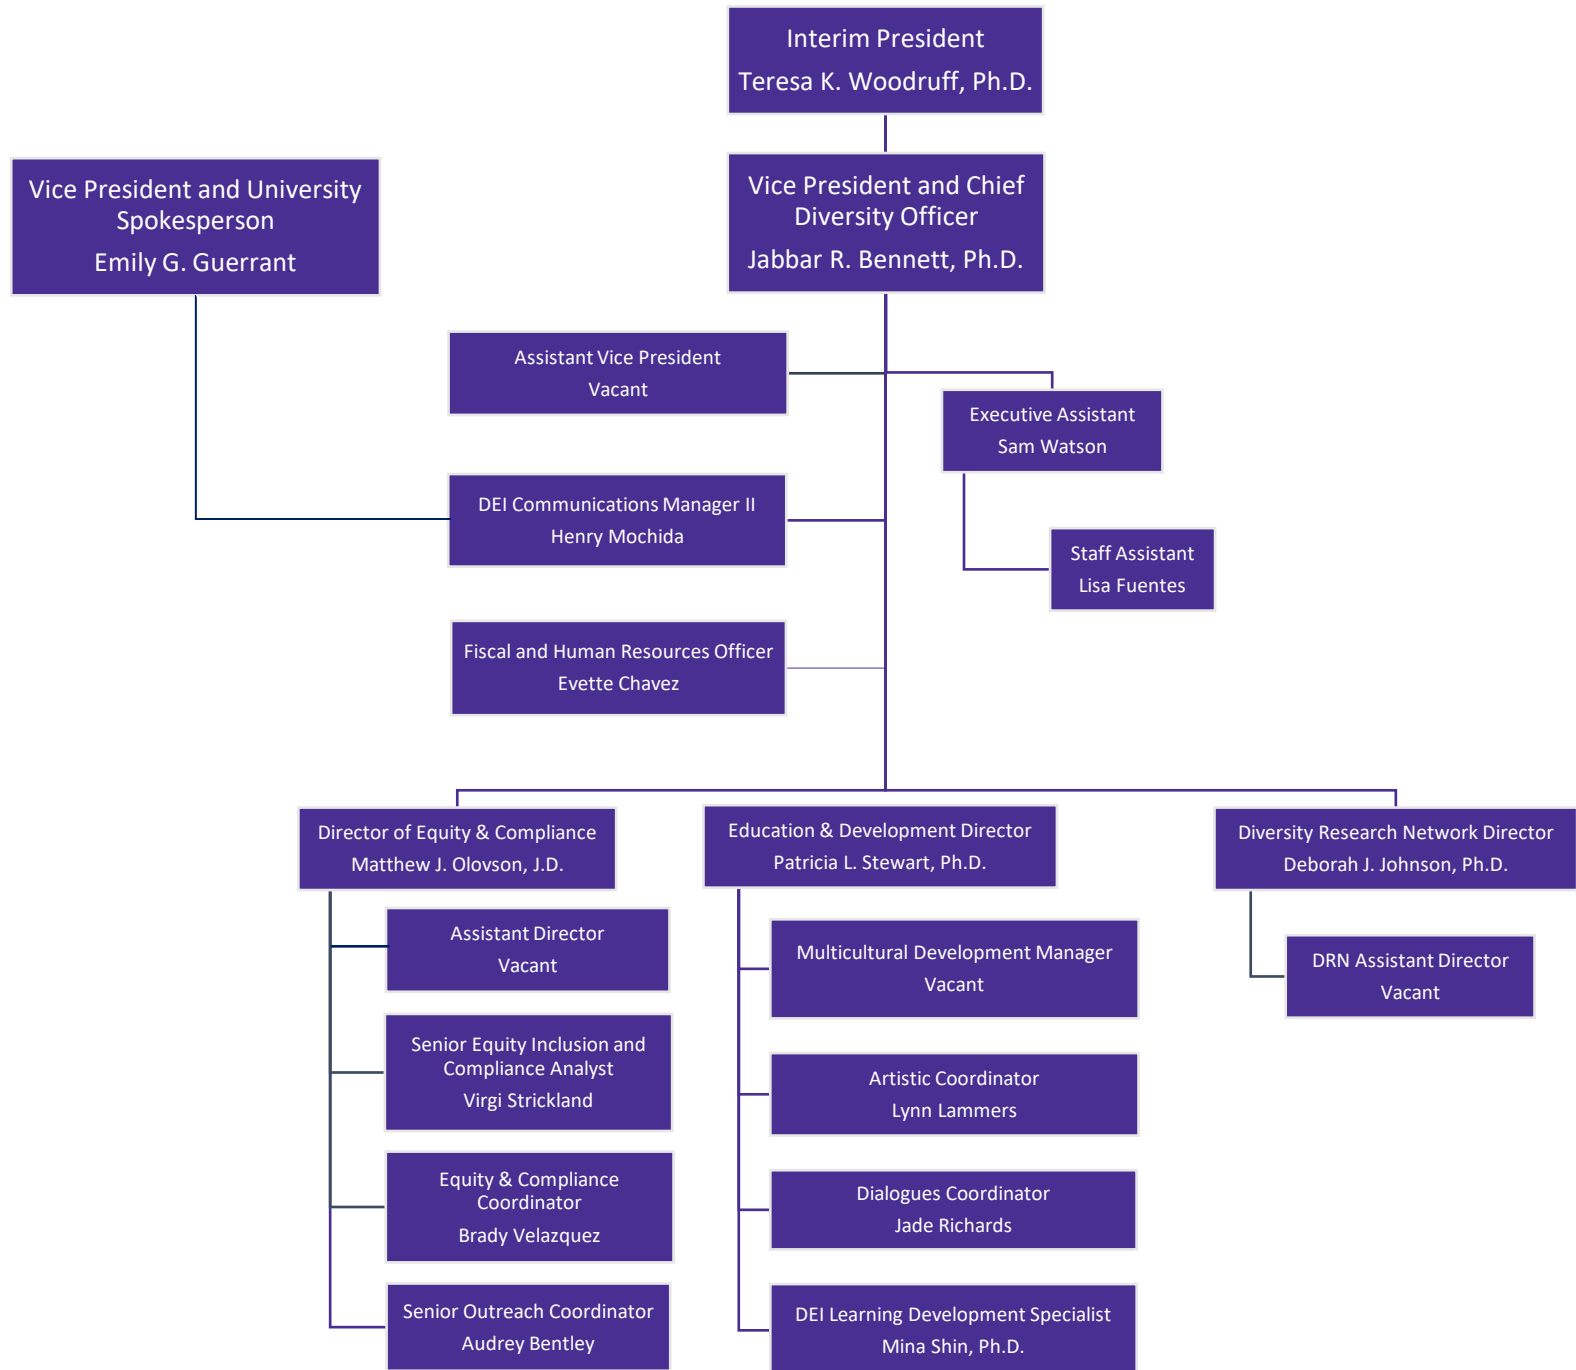 Interim President
Teresa K. Woodruff, Ph.D.
Vice President and University
Spokesperson
Emily G. Guerrant
Vice President and Chief
Diversity Officer
Jabbar R. Bennett, Ph.D.
Assistant Vice President
Vacant
Executive Assistant
Sam Watson
DEI Communications Manager II
Henry Mochida
Staff Assistant
Lisa Fuentes
Fiscal and Human Resources Officer
Evette Chavez
Director of Equity & Compliance
Matthew J. Olovson, J.D.
Assistant Director
Vacant
Senior Equity Inclusion and
Compliance Analyst
Virgi Strickland
Equity & Compliance
Coordinator
Brady Velazquez
Senior Outreach Coordinator
Audrey Bentley
Education & Development Director
Patricia L. Stewart, Ph.D.
Multicultural Development Manager
Vacant
Artistic Coordinator
Lynn Lammers
Dialogues Coordinator
Jade Richards
DEI Learning Development Specialist
Mina Shin, Ph.D.
Diversity Research Network Director
Deborah J. Johnson, Ph.D.
DRN Assistant Director
Vacant